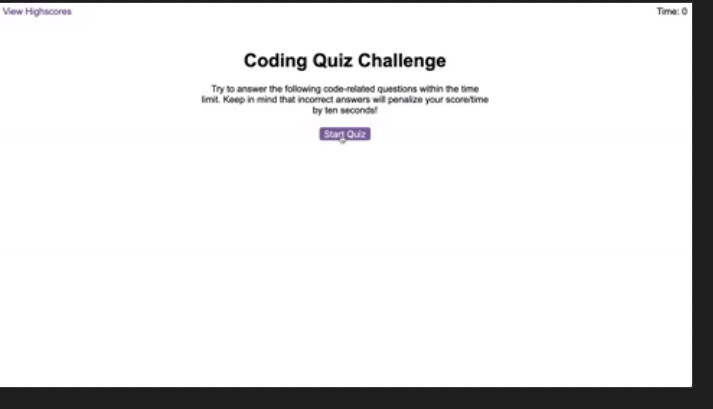 View Highscores
Time: 0
Coding Quiz Challenge
Try to answer the following code-related questions within the time
limit. Keep in mind that incorrect answers will penalize your score/time
by ten seconds!
Start Quiz